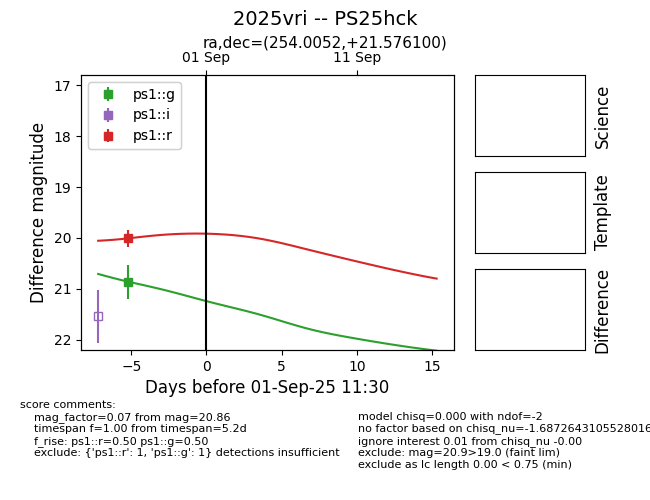 2025vri -- PS25hck
ra,dec=(254.0052,+21.576100)
01 Sep
11 Sep
17
18
19
20
21
22
Difference magnitude
ps1::g
ps1::i
ps1::r
−5
0
5
10
15
Days before 01-Sep-25 11:30
Science
Template
Difference
score comments:
mag_factor=0.07 from mag=20.86
timespan f=1.00 from timespan=5.2d
f_rise: ps1::r=0.50 ps1::g=0.50
exclude: {'ps1::r': 1, 'ps1::g': 1} detections insufficient
model chisq=0.000 with ndof=-2
no factor based on chisq_nu=-1.6872643105528016
ignore interest 0.01 from chisq_nu -0.00
exclude: mag=20.9>19.0 (faint lim)
exclude as lc length 0.00 < 0.75 (min)